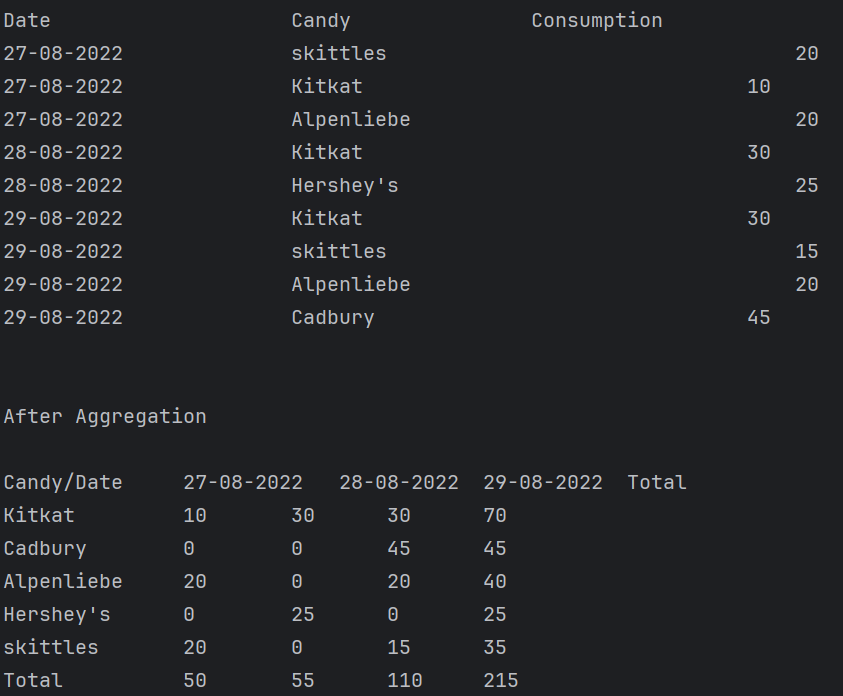 Date Candy Consumption
27-08-2022 skittles 20
27-08-2022 Kitkat 10
27-08-2022 Alpenliebe 20
28-08-2022 Kitkat 30
28-08-2022 Hershey's 25
29-08-2022 Kitkat 30
29-08-2022 skittles 15
29-08-2022 Alpenliebe 20
29-08-2022 Cadbury 45
After Aggregation
Candy/Date 27-08-2022 28-08-2022 29-08-2022 Total
Kitkat 10 30 30 70
Cadbury 0 0 45 45
Alpenliebe 20 0 20 40
Hershey's 0 25 0 25
skittles 20 0 15 35
Total 50 55 110 215